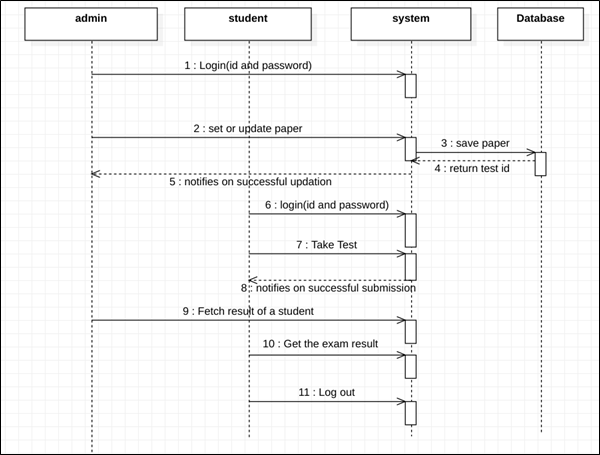 admin
student
system
Database
1 : Login(id and password)
2 : set or update paper
3 : save paper
4 : return test id
5 : notifies on successful updation
6 : login(id and password)
7 : Take Test
8 : notifies on successful submission
9 : Fetch result of a student
10 : Get the exam result
11 : Log out